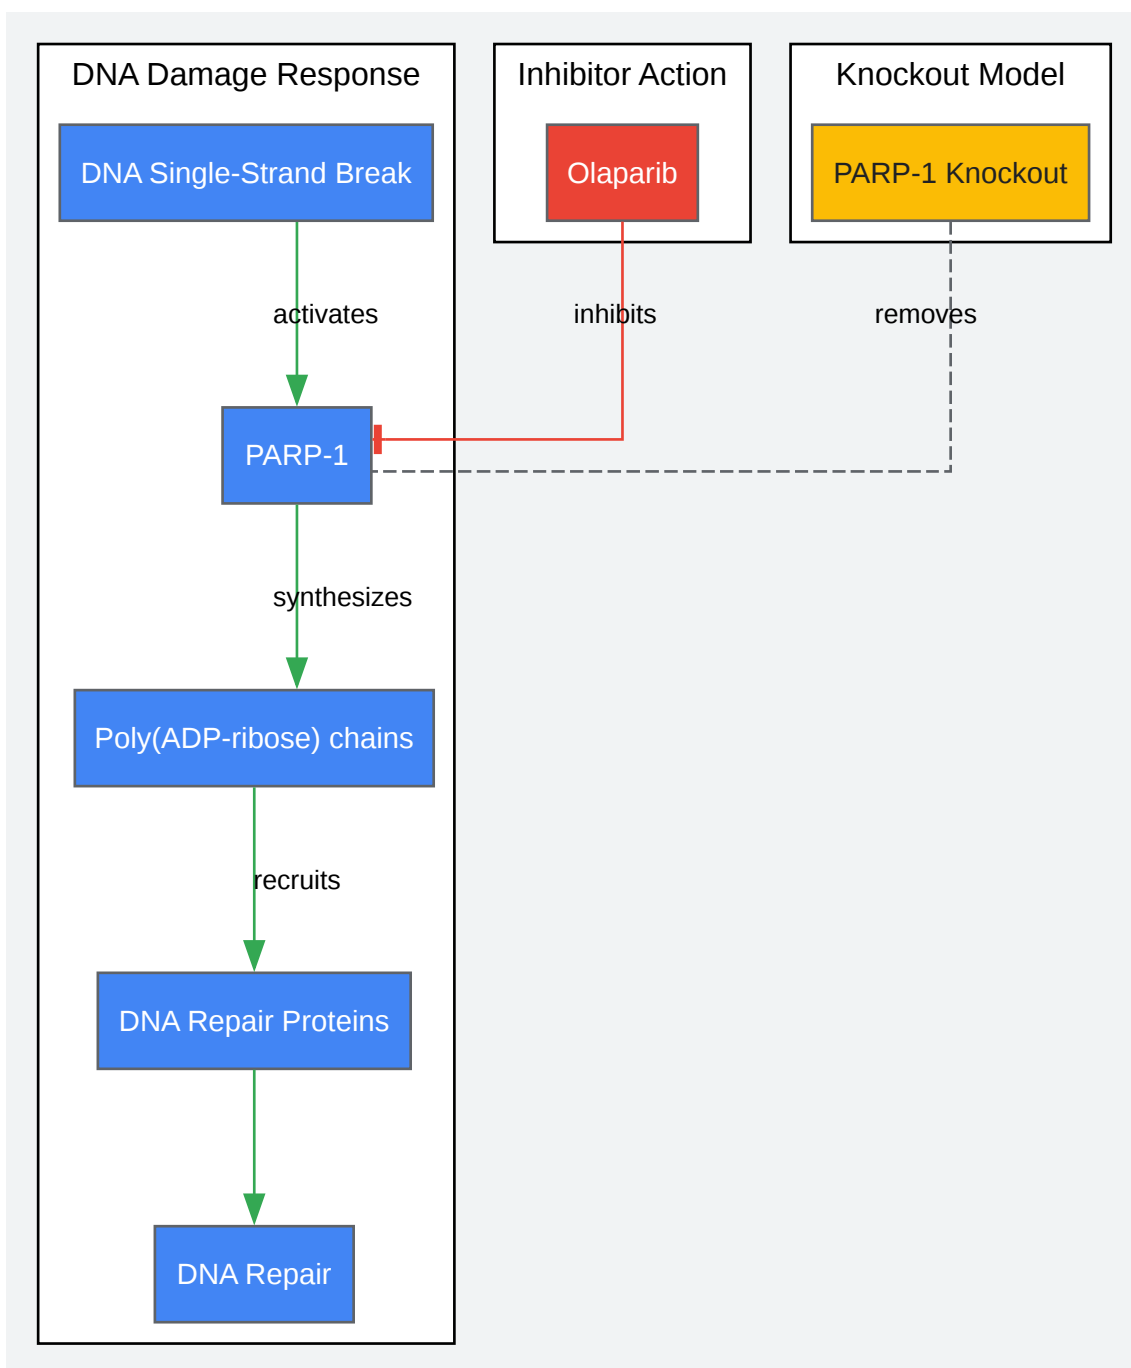 DNA Damage Response
DNA Single-Strand Break
activates
PARP-1
synthesizes
Poly(ADP-ribose) chains
recruits
DNA Repair Proteins
DNA Repair
Inhibitor Action
Olaparib
inhibits
Knockout Model
PARP-1 Knockout
removes